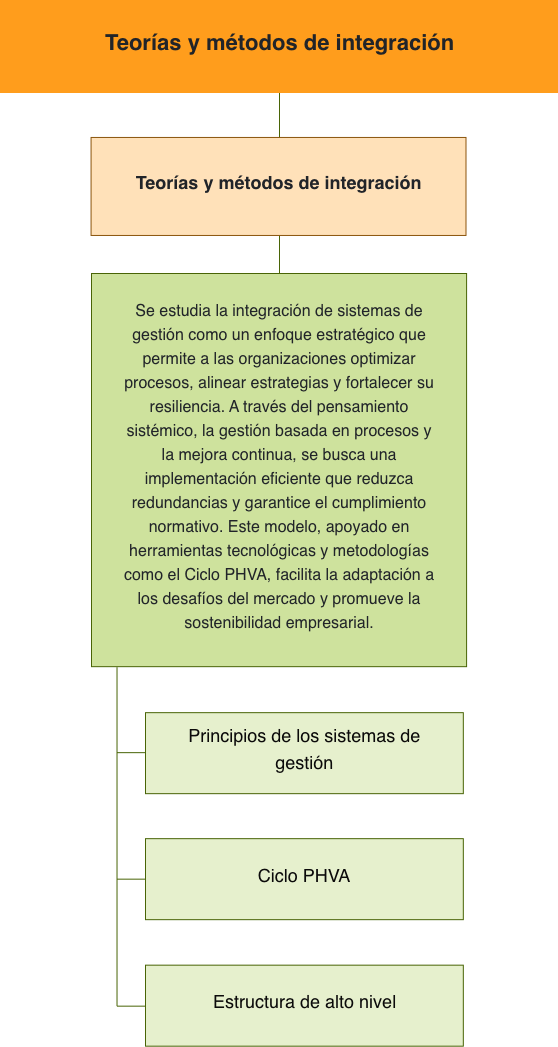 Teorías y métodos de integración
Teorías y métodos de integración
Se estudia la integración de sistemas de
gestión como un enfoque estratégico que
permite a las organizaciones optimizar
procesos, alinear estrategias y fortalecer su
resiliencia. A través del pensamiento
sistémico, la gestión basada en procesos y
la mejora continua, se busca una
implementación eficiente que reduzca
redundancias y garantice el cumplimiento
normativo. Este modelo, apoyado en
herramientas tecnológicas y metodologías
como el Ciclo PHVA, facilita la adaptación a
los desafíos del mercado y promueve la
sostenibilidad empresarial.
Principios de los sistemas de
gestión
Ciclo PHVA
Estructura de alto nivel